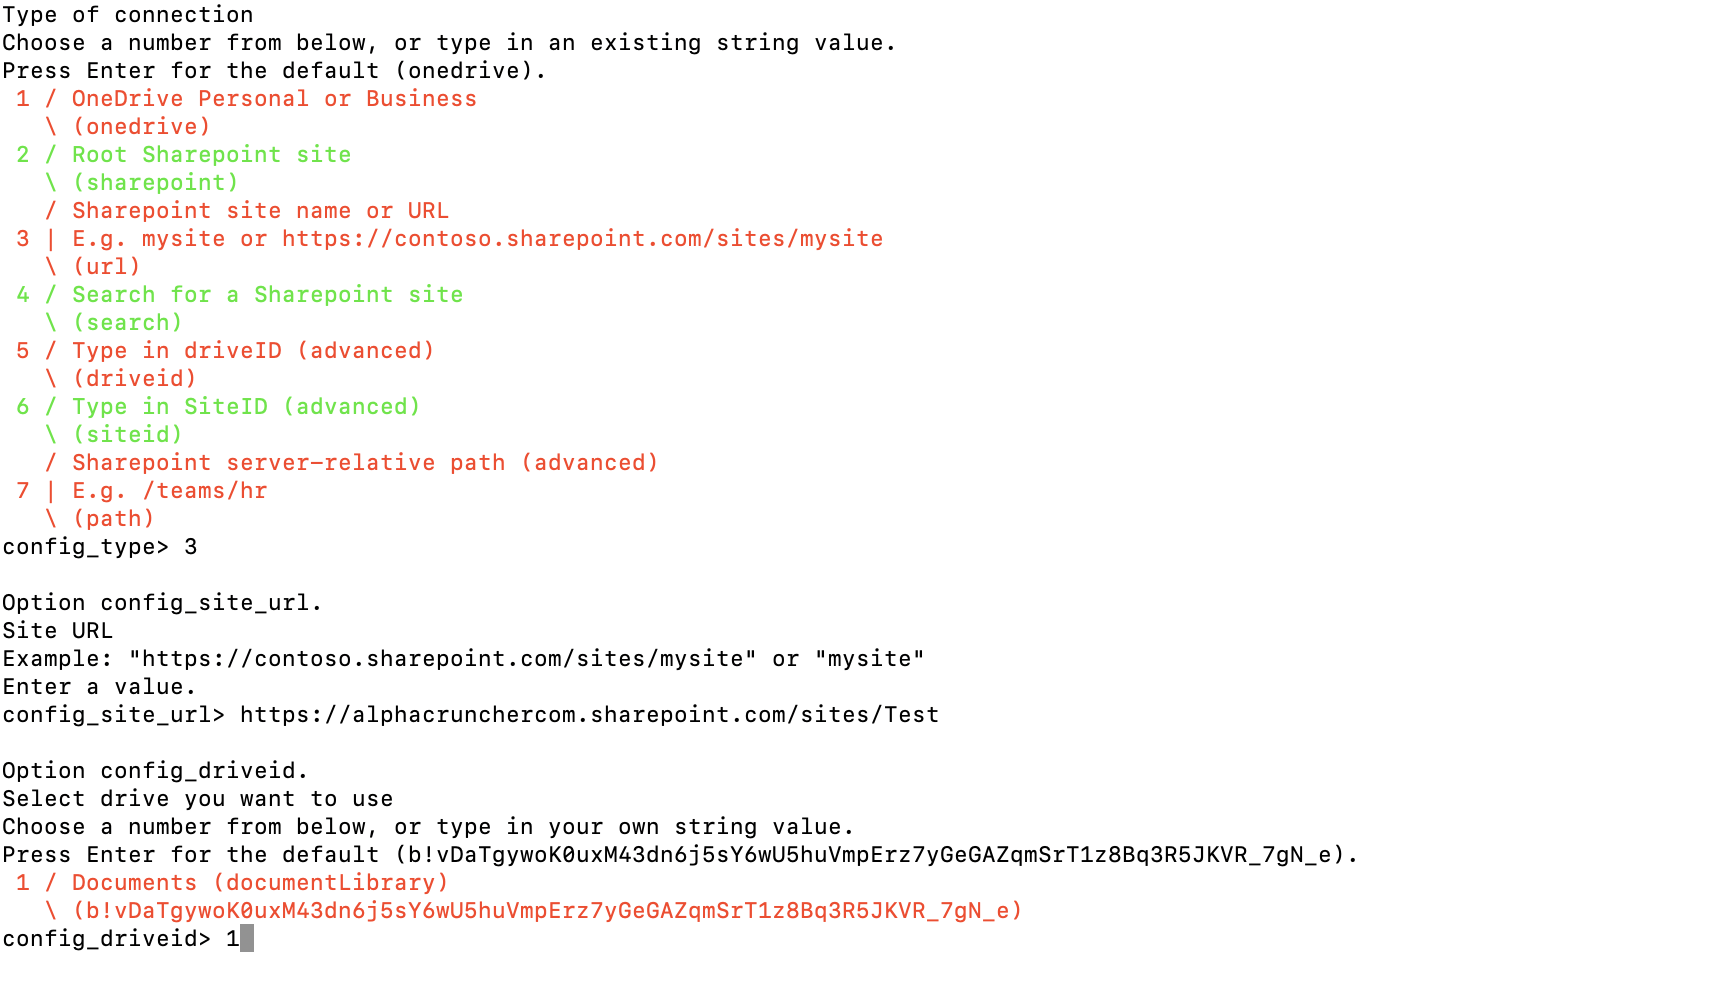 Type of connection
Choose a number from below, or type in an existing string value.
Press Enter for the default (onedrive).
 1 / OneDrive Personal or Business
   \ (onedrive)
 2 / Root Sharepoint site
   \ (sharepoint)
   / Sharepoint site name or URL
 3 | E.g. mysite or https://contoso.sharepoint.com/sites/mysite
   \ (url)
 4 / Search for a Sharepoint site
   \ (search)
 5 / Type in driveID (advanced)
   \ (driveid)
 6 / Type in SiteID (advanced)
   \ (siteid)
   / Sharepoint server-relative path (advanced)
 7 | E.g. /teams/hr
   \ (path)
config_type> 3

Option config_site_url.
Site URL
Example: "https://contoso.sharepoint.com/sites/mysite" or "mysite"
Enter a value.
config_site_url> https://alphacrunchercom.sharepoint.com/sites/Test

Option config_driveid.
Select drive you want to use
Choose a number from below, or type in your own string value.
Press Enter for the default (b!vDaTgywoK0uxM43dn6j5sY6wU5huVmpErz7yGeGAZqmSrT1z8Bq3R5JKVR_7gN_e).
 1 / Documents (documentLibrary)
   \ (b!vDaTgywoK0uxM43dn6j5sY6wU5huVmpErz7yGeGAZqmSrT1z8Bq3R5JKVR_7gN_e)
config_driveid> 1